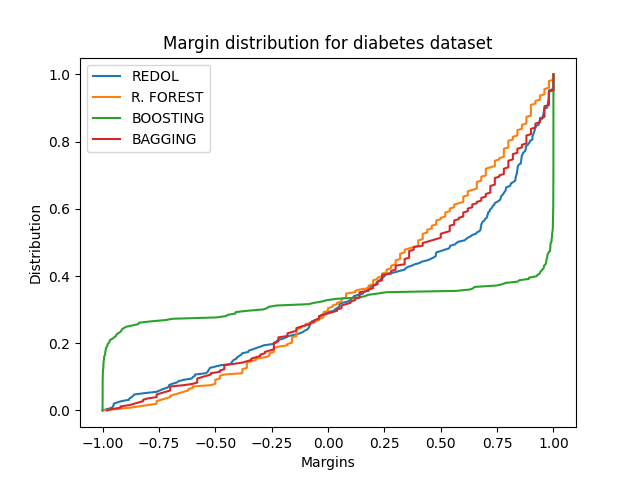 Margin distribution for diabetes dataset
REDOL
R. FOREST
BOOSTING
BAGGING
Distribution
1.0
0.8
0.6
0.4
0.2
0.0
−1.00 −0.75 −0.50 −0.25 0.00 0.25 0.50 0.75 1.00
Margins